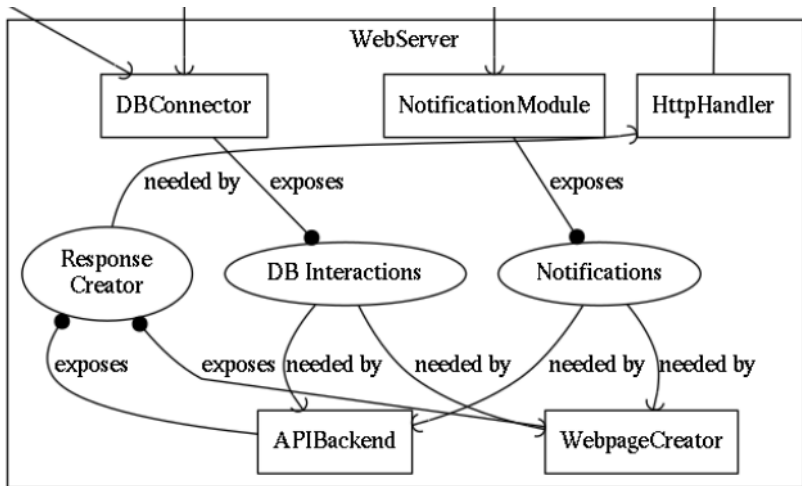 WebServer
DBConnector
NotificationModule
HttpHandler
needed by
exposes
exposes
Response
Creator
DB Interactions
Notifications
exposes
exposes
needed by
needed by
needed by
needed by
APIBackend
WebpageCreator